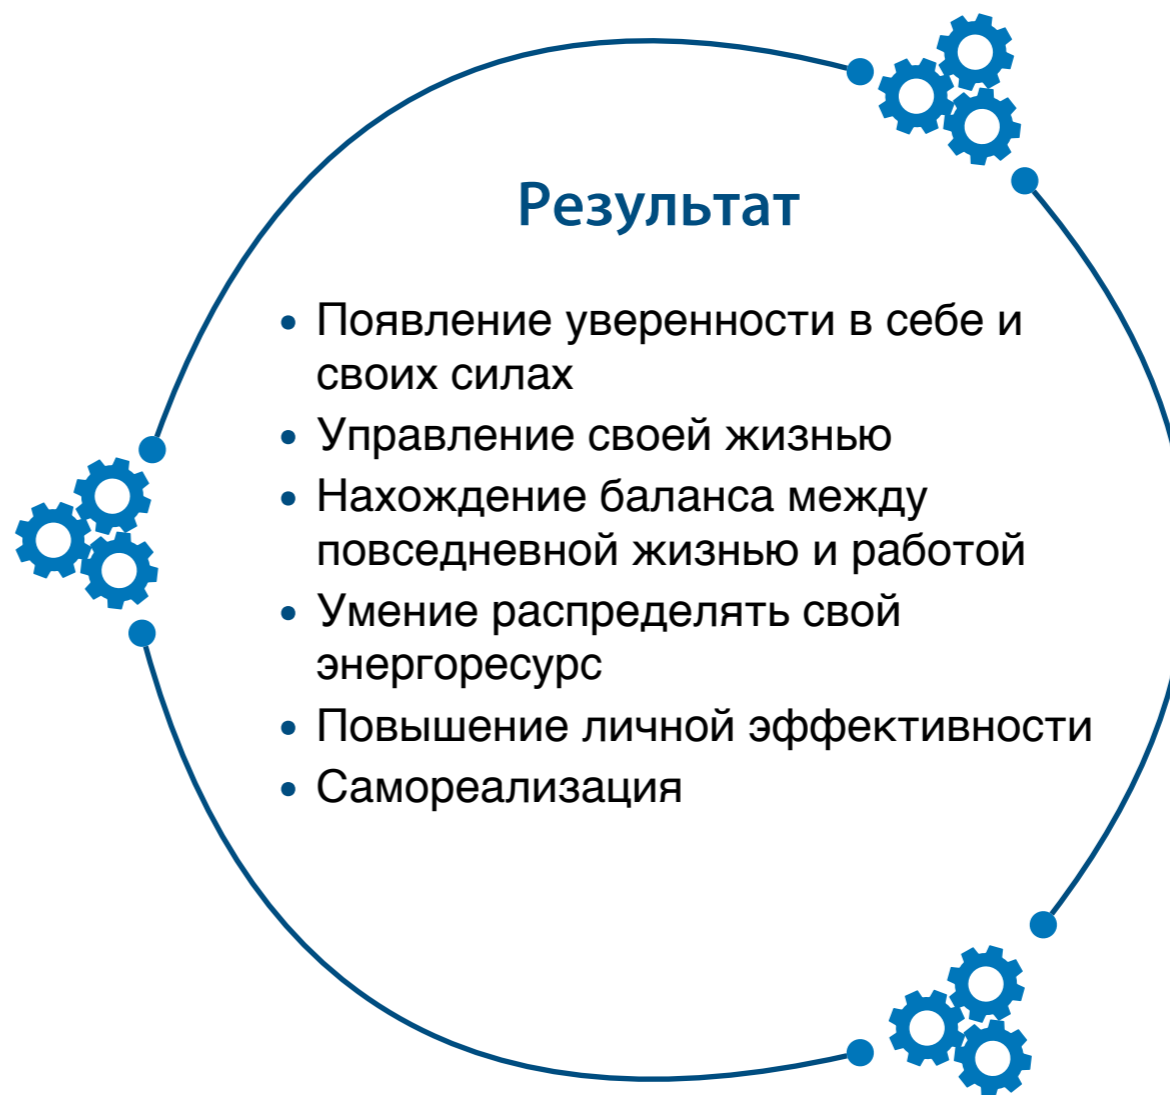 Результат
• Появление уверенности в себе и
своих силах
• Управление своей жизнью
• Нахождение баланса между
повседневной жизнью и работой
• Умение распределять свой
энергоресурс
• Повышение личной эффективности
• Самореализация